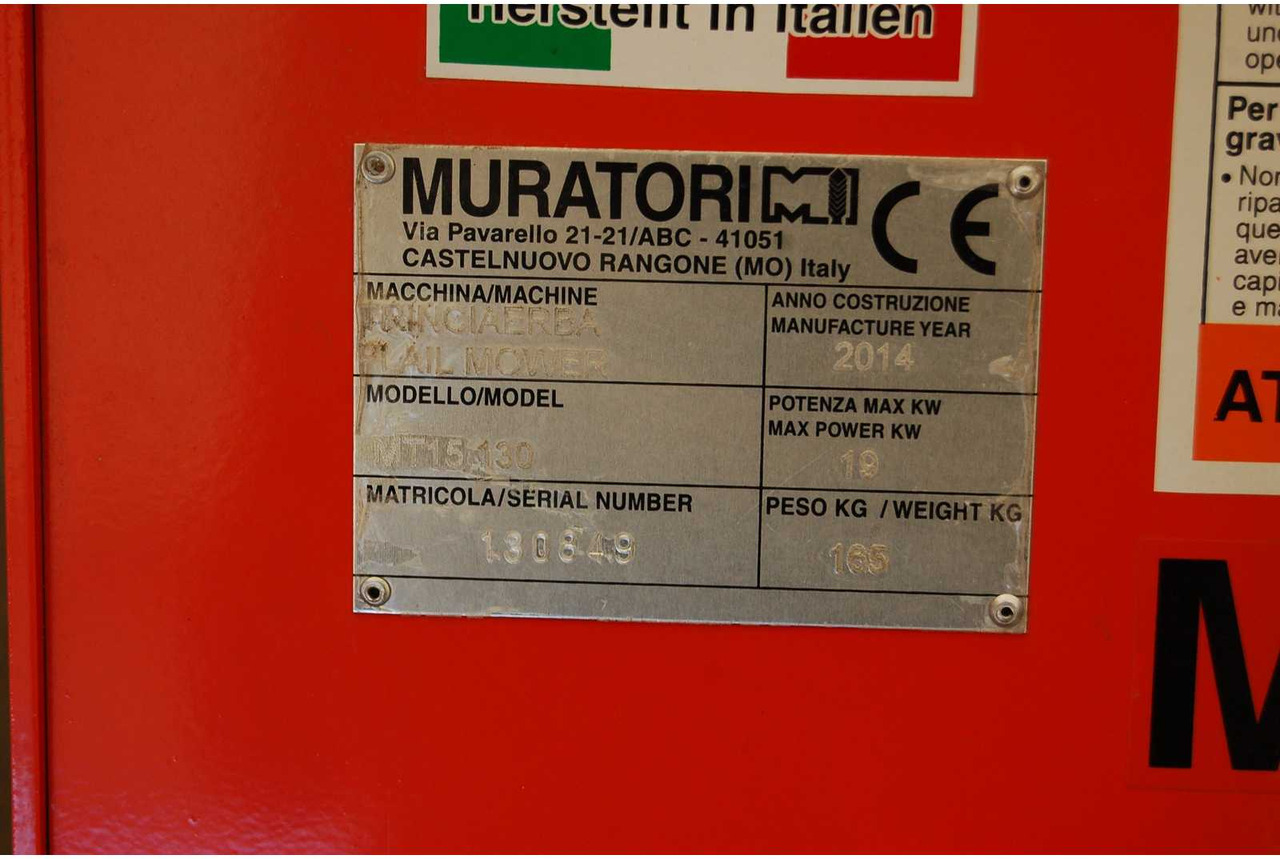 Herstellt in Italien
MURATORI M
CE
Via Pavarello 21-21/ABC - 41051
CASTELNUOVO RANGONE (MO) Italy
MACCHINA/MACHINE
TRINCIAERBA
FLAIL MOWER
ANNO COSTRUZIONE
MANUFACTURE YEAR
2014
MODELLO/MODEL
MT15 130
POTENZA MAX KW
MAX POWER KW
19
MATRICOLA/SERIAL NUMBER
130849
PESO KG / WEIGHT KG
165
Per
e
AT
M